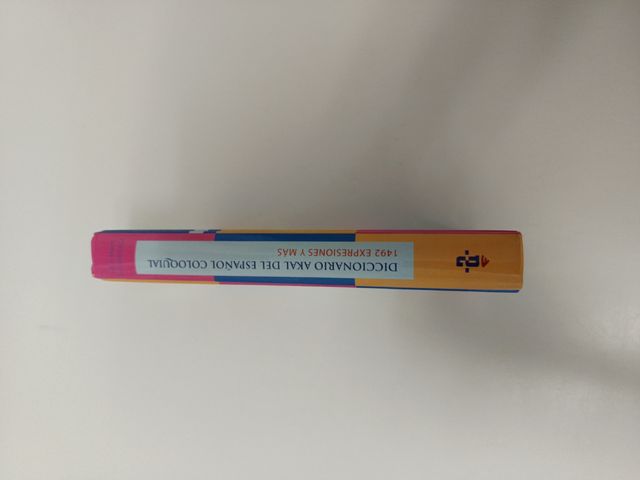 DICCIONARIO AKAL DEL ESPAÑOL COLOQUIAL
1492 EXPRESIONES Y MÁS